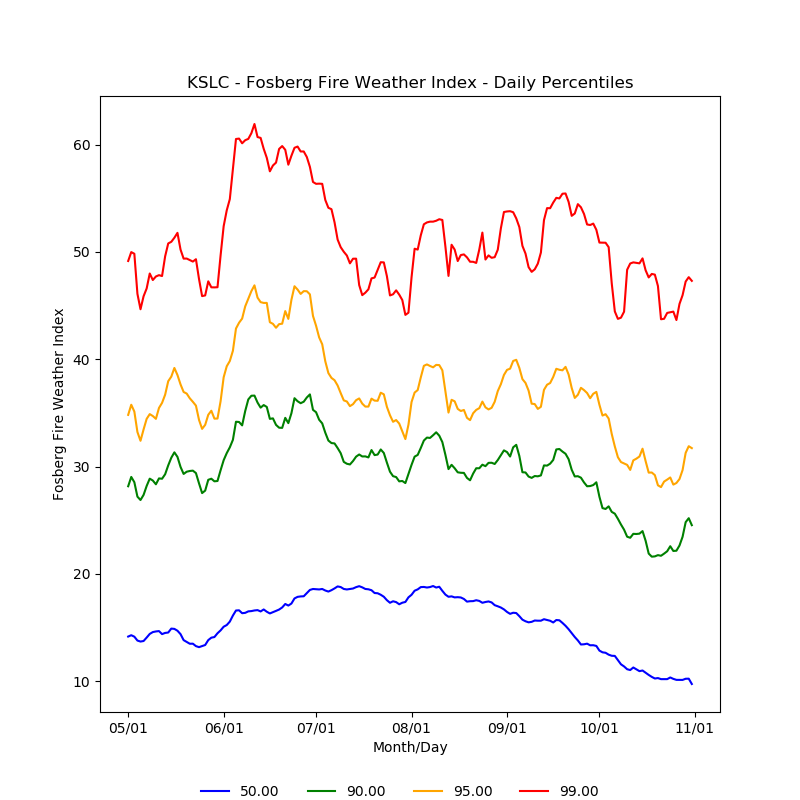 KSLC - Fosberg Fire Weather Index - Daily Percentiles
60
50
40
30
20
10
Fosberg Fire Weather Index
05/01 06/01 07/01 08/01 09/01 10/01 11/01
Month/Day
50.00 90.00 95.00 99.00